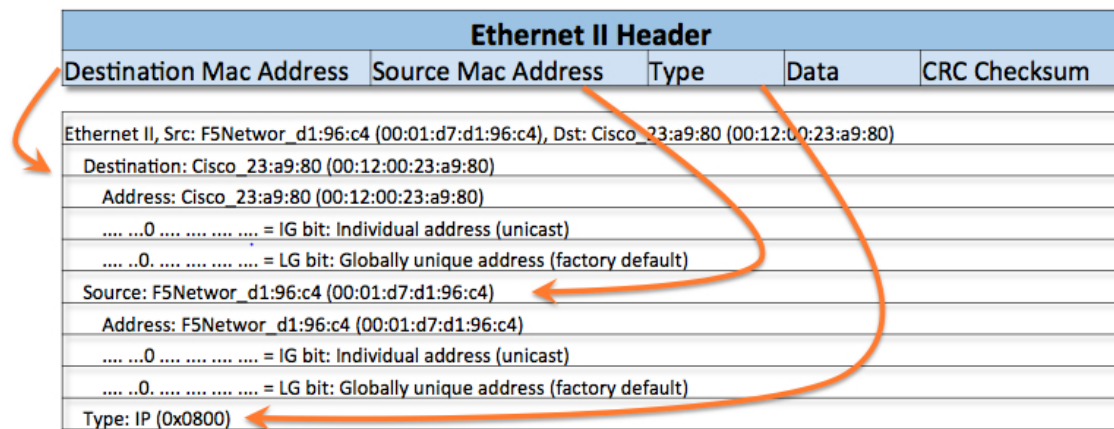 Ethernet II Header
Destination Mac Address Source Mac Address Type Data CRC Checksum
Ethernet II, Src: F5Networ_d1:96:c4 (00:01:d7:d1:96:c4), Dst: Cisco_23:a9:80 (00:12:00:23:a9:80)
Destination: Cisco_23:a9:80 (00:12:00:23:a9:80)
Address: Cisco_23:a9:80 (00:12:00:23:a9:80)
.... ...0 .... .... .... .... = IG bit: Individual address (unicast)
.... ..0. .... .... .... .... = LG bit: Globally unique address (factory default)
Source: F5Networ_d1:96:c4 (00:01:d7:d1:96:c4)
Address: F5Networ_d1:96:c4 (00:01:d7:d1:96:c4)
.... ...0 .... .... .... .... = IG bit: Individual address (unicast)
.... ..0. .... .... .... .... = LG bit: Globally unique address (factory default)
Type: IP (0x0800)